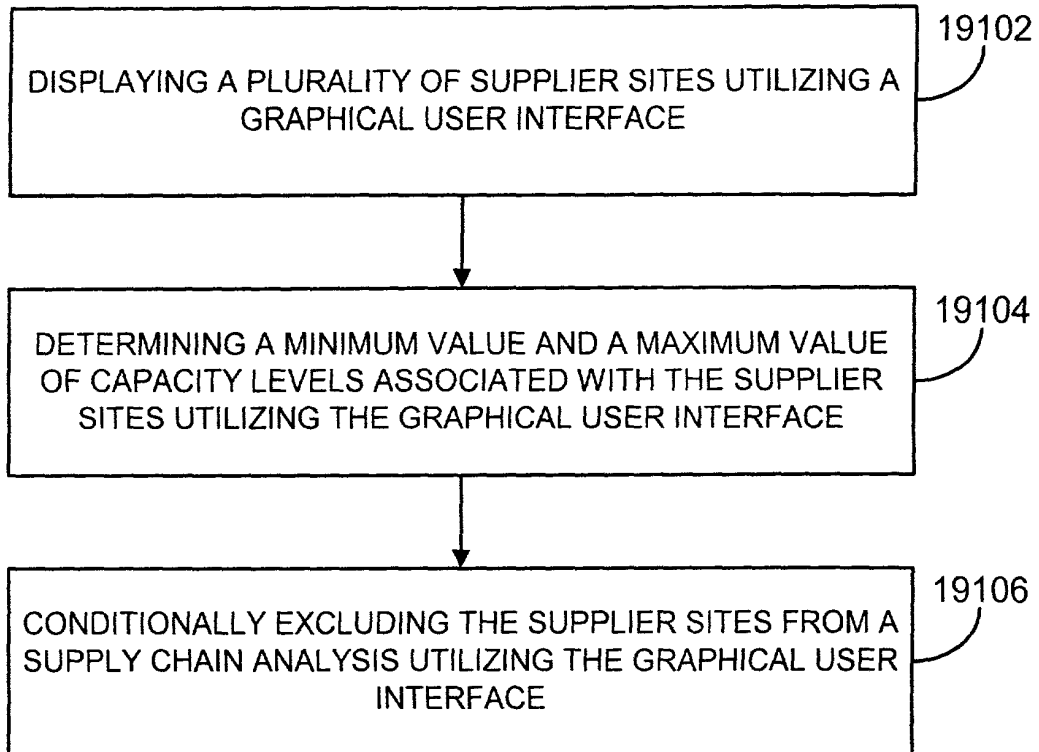 19102
DISPLAYING A PLURALITY OF SUPPLIER SITES UTILIZING A
GRAPHICAL USER INTERFACE
19104
DETERMINING A MINIMUM VALUE AND A MAXIMUM VALUE
OF CAPACITY LEVELS ASSOCIATED WITH THE SUPPLIER
SITES UTILIZING THE GRAPHICAL USER INTERFACE
19106
CONDITIONALLY EXCLUDING THE SUPPLIER SITES FROM A
SUPPLY CHAIN ANALYSIS UTILIZING THE GRAPHICAL USER
INTERFACE